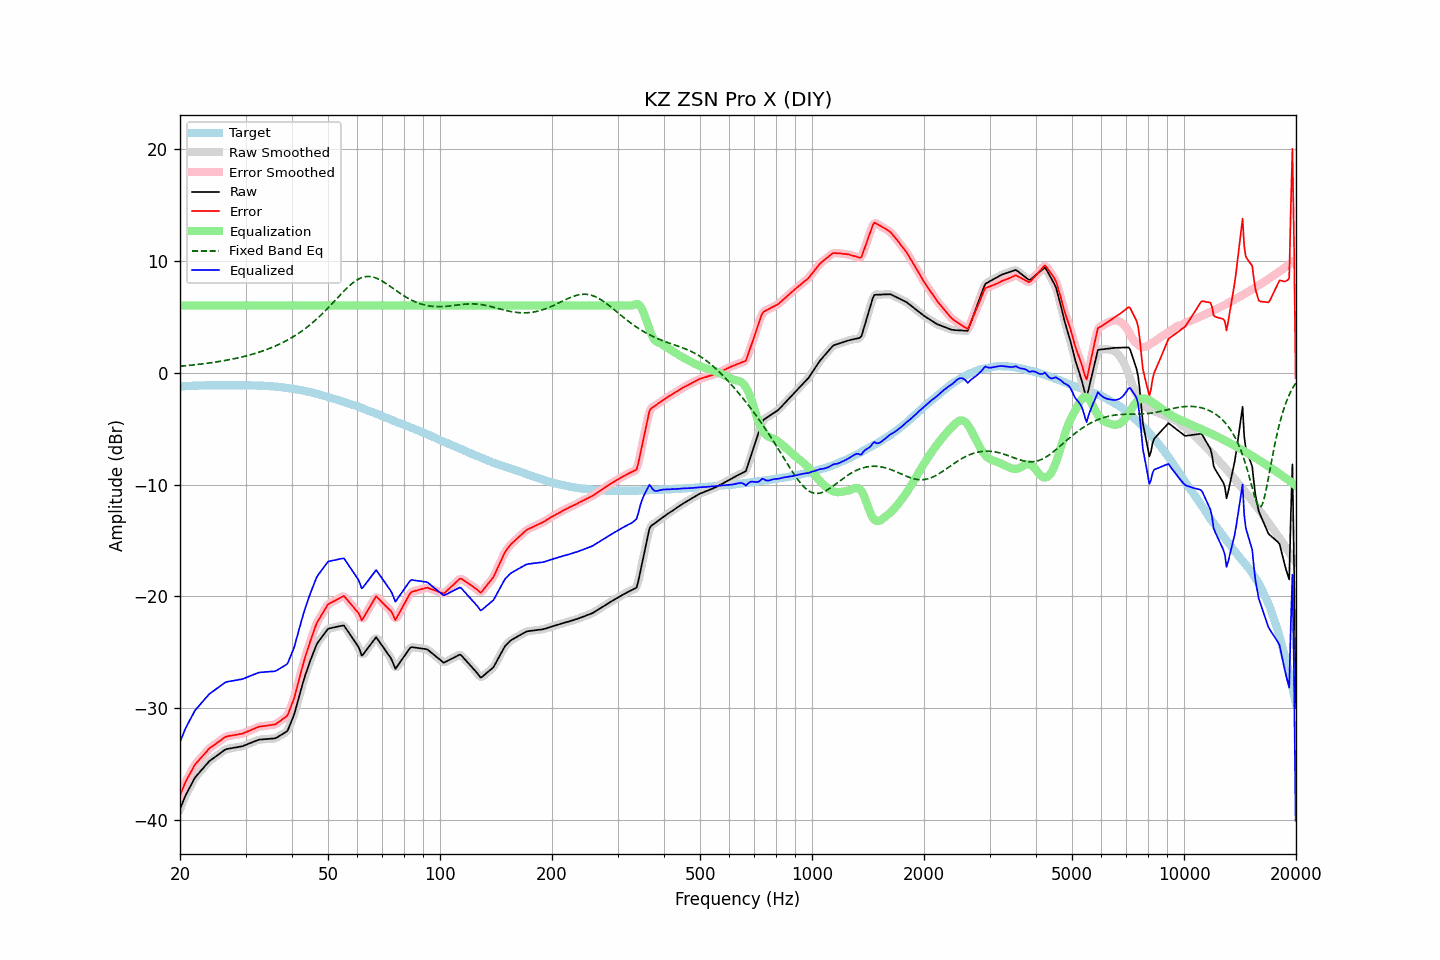 KZ ZSN Pro X (DIY)
Target
Raw Smoothed
Error Smoothed
Raw
Error
Equalization
Fixed Band Eq
Equalized
20
10
0
−10
−20
−30
−40
Amplitude (dBr)
20 50 100 200 500 1000 2000 5000 10000 20000
Frequency (Hz)